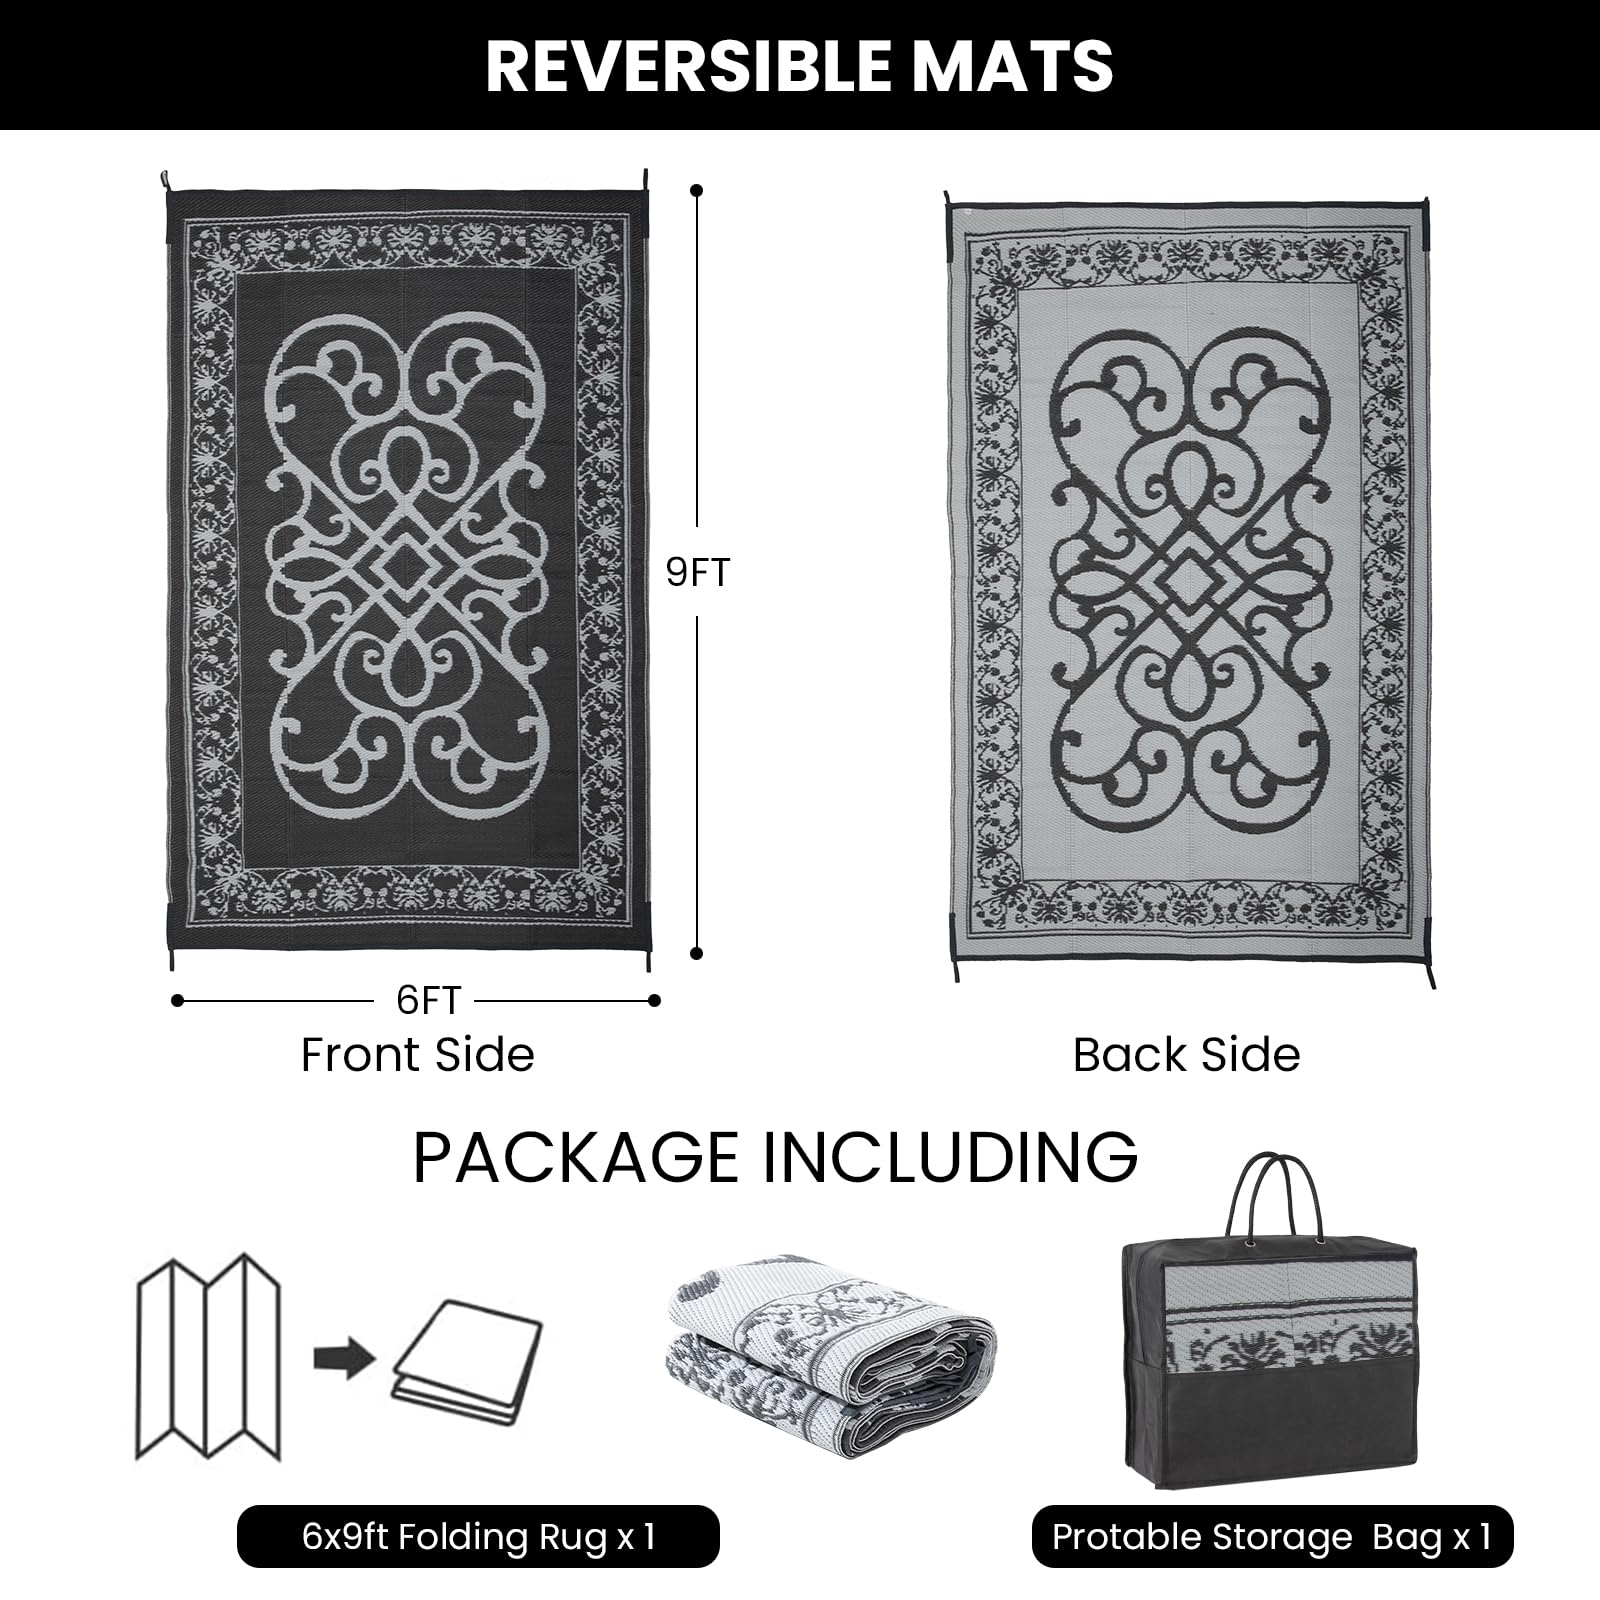 REVERSIBLE MATS
9FT
6FT
Front Side
Back Side
PACKAGE INCLUDING
6x9ft Folding Rug x 1
Protable Storage  Bag x 1